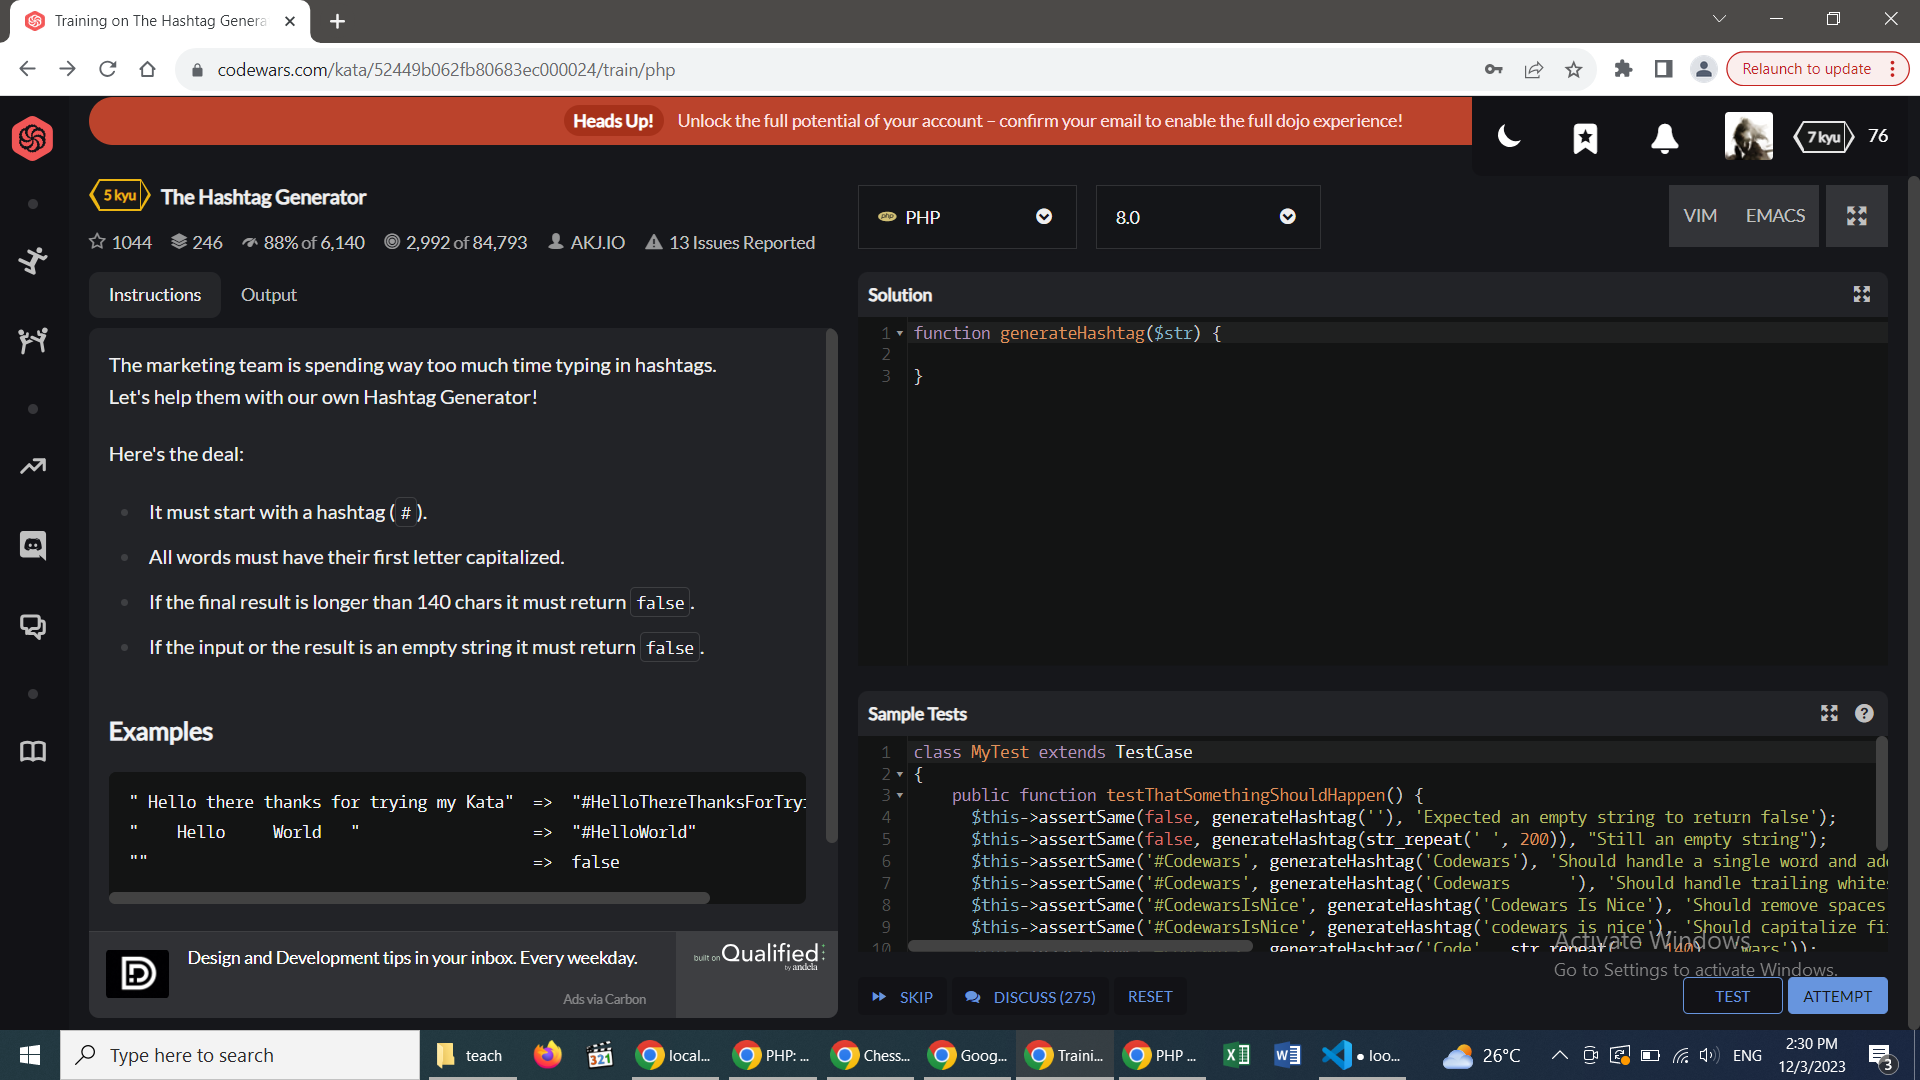 Training on The Hashtag Genera
codewars.com/kata/52449b062fb80683ec000024/train/php
Relaunch to update
Heads Up! Unlock the full potential of your account – confirm your email to enable the full dojo experience!
7 kyu 76
5 kyu The Hashtag Generator
1044 246 88% of 6,140 2,992 of 84,793 AKJ.IO 13 Issues Reported
PHP
8.0
VIM EMACS
Instructions Output
The marketing team is spending way too much time typing in hashtags.
Let's help them with our own Hashtag Generator!
Here's the deal:
It must start with a hashtag ( # ).
All words must have their first letter capitalized.
If the final result is longer than 140 chars it must return false .
If the input or the result is an empty string it must return false .
Examples
" Hello there thanks for trying my Kata" => "#HelloThereThanksForTryi
"    Hello     World   " => "#HelloWorld"
"" => false
Design and Development tips in your inbox. Every weekday.
Ads via Carbon
built on Qualified
by andela
Solution
1 function generateHashtag($str) {
2
3 }
Sample Tests
1 class MyTest extends TestCase
2 {
3 public function testThatSomethingShouldHappen() {
4 $this->assertSame(false, generateHashtag(''), 'Expected an empty string to return false');
5 $this->assertSame(false, generateHashtag(str_repeat(' ', 200)), "Still an empty string");
6 $this->assertSame('#Codewars', generateHashtag('Codewars'), 'Should handle a single word and ad
7 $this->assertSame('#Codewars', generateHashtag('Codewars      '), 'Should handle trailing white
8 $this->assertSame('#CodewarsIsNice', generateHashtag('Codewars Is Nice'), 'Should remove spaces
9 $this->assertSame('#CodewarsIsNice', generateHashtag('codewars is nice'), 'Should capitalize fi
10 generateHashtag('Code' str_repeat( 140) wars'));
Activate Windows
Go to Settings to activate Windows.
SKIP DISCUSS (275) RESET
TEST ATTEMPT
Type here to search
teach
321
local...
PHP: ...
Chess...
Goog...
Traini...
PHP ...
loo...
26°C
ENG
2:30 PM
12/3/2023
3